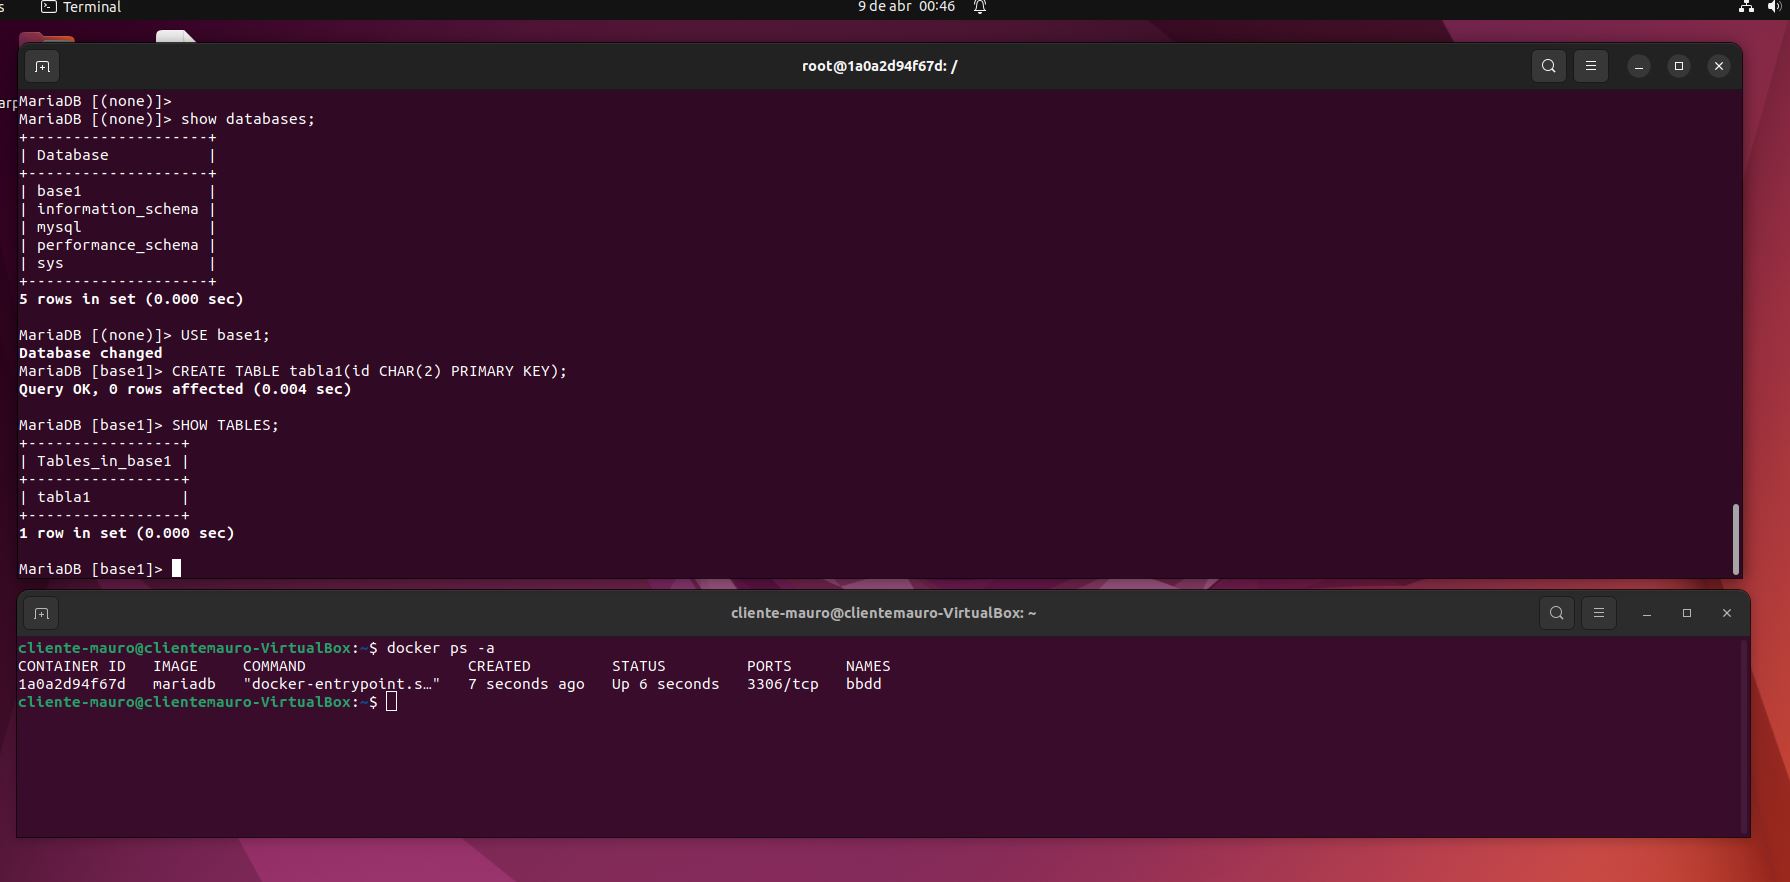 s Terminal 9 de abr 00:46
root@1a0a2d94f67d: /
arp
MariaDB [(none)]>
MariaDB [(none)]> show databases;
+--------------------+
| Database           |
+--------------------+
| base1              |
| information_schema |
| mysql              |
| performance_schema |
| sys                |
+--------------------+
5 rows in set (0.000 sec)
MariaDB [(none)]> USE base1;
Database changed
MariaDB [base1]> CREATE TABLE tabla1(id CHAR(2) PRIMARY KEY);
Query OK, 0 rows affected (0.004 sec)
MariaDB [base1]> SHOW TABLES;
+-----------------+
| Tables_in_base1 |
+-----------------+
| tabla1          |
+-----------------+
1 row in set (0.000 sec)
MariaDB [base1]>
cliente-mauro@clientemauro-VirtualBox: ~
cliente-mauro@clientemauro-VirtualBox:~$ docker ps -a
CONTAINER ID   IMAGE     COMMAND                  CREATED         STATUS         PORTS      NAMES
1a0a2d94f67d   mariadb   "docker-entrypoint.s…"   7 seconds ago   Up 6 seconds   3306/tcp   bbdd
cliente-mauro@clientemauro-VirtualBox:~$